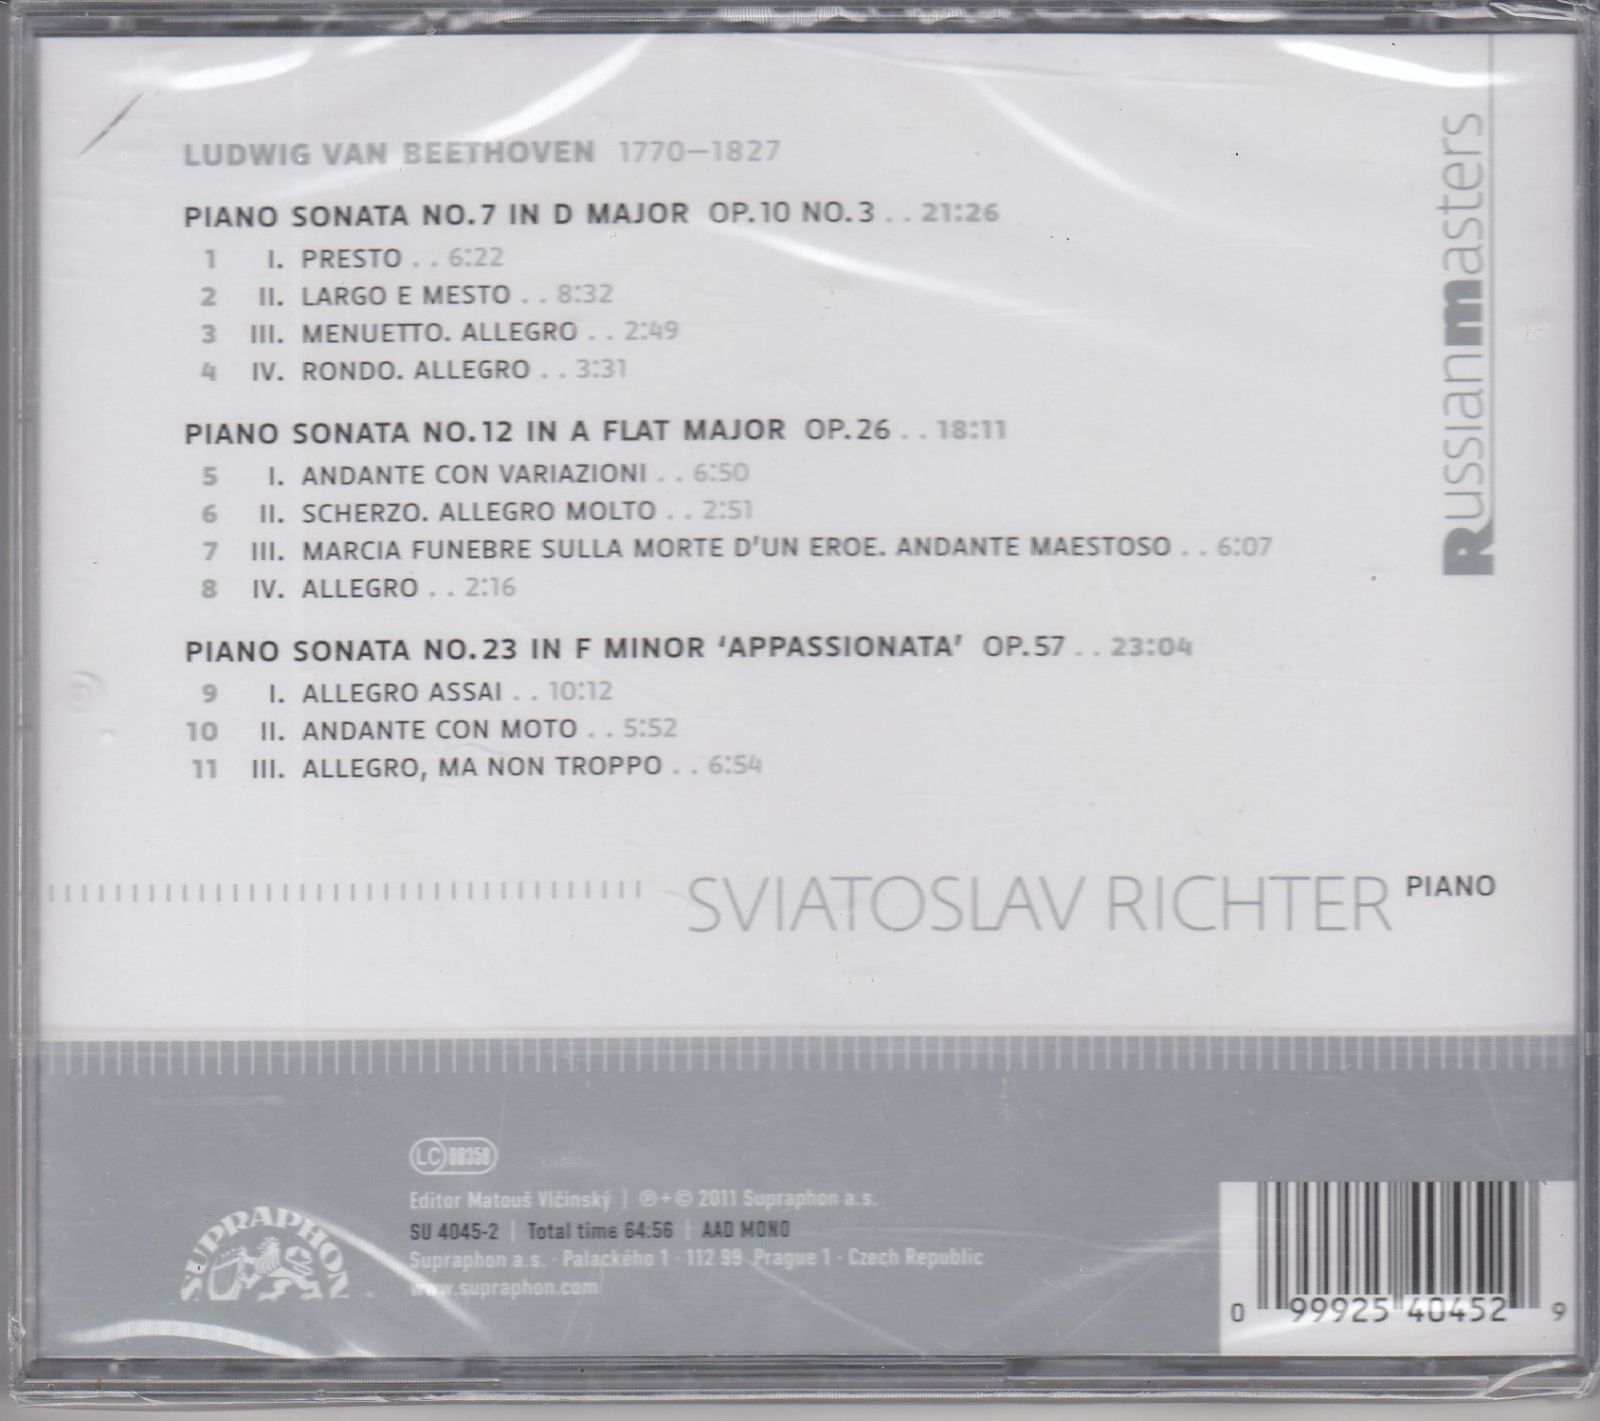 LUDWIG VAN BEETHOVEN 1770–1827
PIANO SONATA NO.7 IN D MAJOR OP.10 NO.3 . . 21:26
1 I. PRESTO . . 6:22
2 II. LARGO E MESTO . . 8:32
3 III. MENUETTO. ALLEGRO . . 2:49
4 IV. RONDO. ALLEGRO . . 3:31
PIANO SONATA NO.12 IN A FLAT MAJOR OP.26 . . 18:11
5 I. ANDANTE CON VARIAZIONI . . 6:50
6 II. SCHERZO. ALLEGRO MOLTO . . 2:51
7 III. MARCIA FUNEBRE SULLA MORTE D'UN EROE. ANDANTE MAESTOSO . . 6:07
8 IV. ALLEGRO . . 2:16
PIANO SONATA NO.23 IN F MINOR ‘APPASSIONATA’ OP.57 . . 23:04
9 I. ALLEGRO ASSAI . . 10:12
10 II. ANDANTE CON MOTO . . 5:52
11 III. ALLEGRO, MA NON TROPPO . . 6:54
Russianmasters
SVIATOSLAV RICHTER PIANO
LC 00358
Editor Matouš Vlčinský | ℗+© 2011 Supraphon a.s.
SU 4045-2 | Total time 64:56 | AAD MONO
Supraphon a.s. · Palackého 1 · 112 99 Prague 1 · Czech Republic
www.supraphon.com
SUPRAPHON
0 99925 40452 9